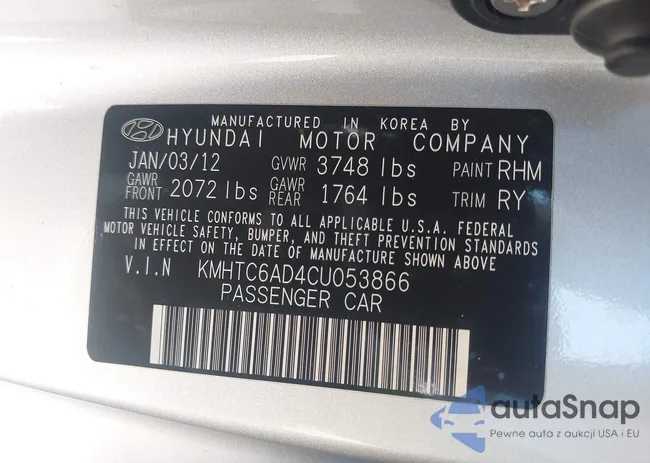 MANUFACTURED IN KOREA BY
HYUNDAI MOTOR COMPANY
JAN/03/12 GVWR 3748 lbs PAINT RHM
GAWR FRONT 2072 lbs GAWR REAR 1764 lbs TRIM RY
THIS VEHICLE CONFORMS TO ALL APPLICABLE U.S.A. FEDERAL
MOTOR VEHICLE SAFETY, BUMPER, AND THEFT PREVENTION STANDARDS
IN EFFECT ON THE DATE OF MANUFACTURE SHOWN ABOVE
V.I.N KMHTC6AD4CU053866
PASSENGER CAR
autaSnap
Pewne auta z aukcji USA i EU